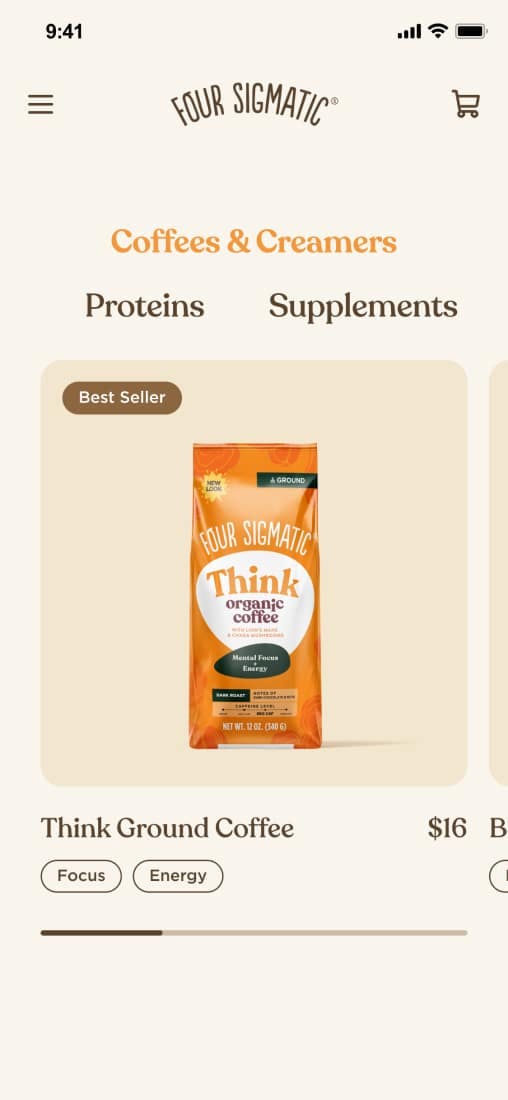 9:41
FOUR SIGMATIC®
Coffees & Creamers
Proteins Supplements
Best Seller
NEW
LOOK
GROUND
FOUR SIGMATIC
Think
organic
coffee
WITH LION'S MANE
& CHAGA MUSHROOMS
Mental Focus
+
Energy
DARK ROAST
NOTES OF
DARK CHOCOLATE & NUTS
CAFFEINE LEVEL
NET WT. 12 OZ. (340 G)
Think Ground Coffee $16 B
Focus Energy